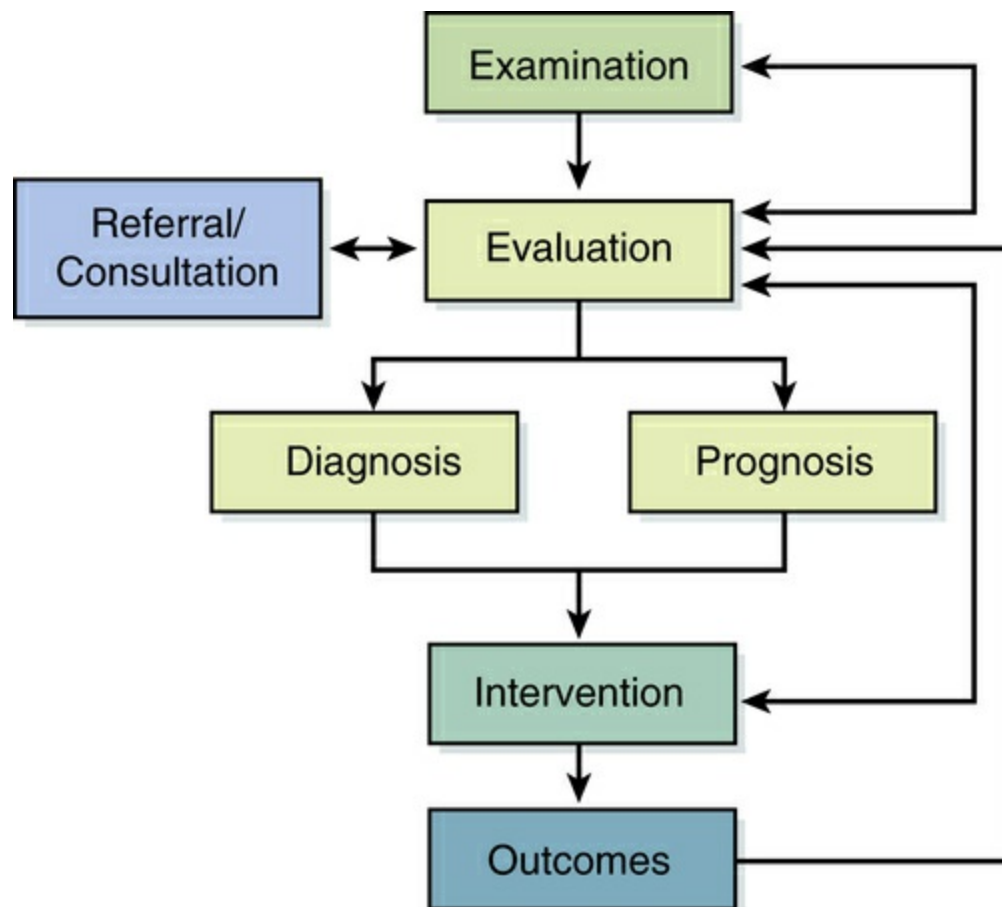 Examination
Referral/
Consultation
Evaluation
Diagnosis
Prognosis
Intervention
Outcomes